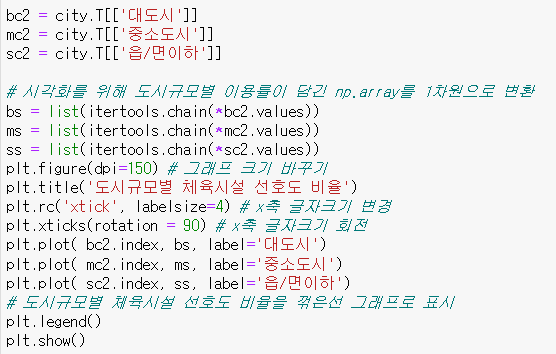 bc2 = city.T[['대도시']]
mc2 = city.T[['중소도시']]
sc2 = city.T[['읍/면이하']]
# 시각화를 위해 도시규모별 이용률이 담긴 np.array를 1차원으로 변환
bs = list(itertools.chain(*bc2.values))
ms = list(itertools.chain(*mc2.values))
ss = list(itertools.chain(*sc2.values))
plt.figure(dpi=150) # 그래프 크기 바꾸기
plt.title('도시규모별 체육시설 선호도 비율')
plt.rc('xtick', labelsize=4) # x축 글자크기 변경
plt.xticks(rotation = 90) # x축 글자크기 회전
plt.plot( bc2.index, bs, label='대도시')
plt.plot( mc2.index, ms, label='중소도시')
plt.plot( sc2.index, ss, label='읍/면이하')
# 도시규모별 체육시설 선호도 비율을 꺾은선 그래프로 표시
plt.legend()
plt.show()